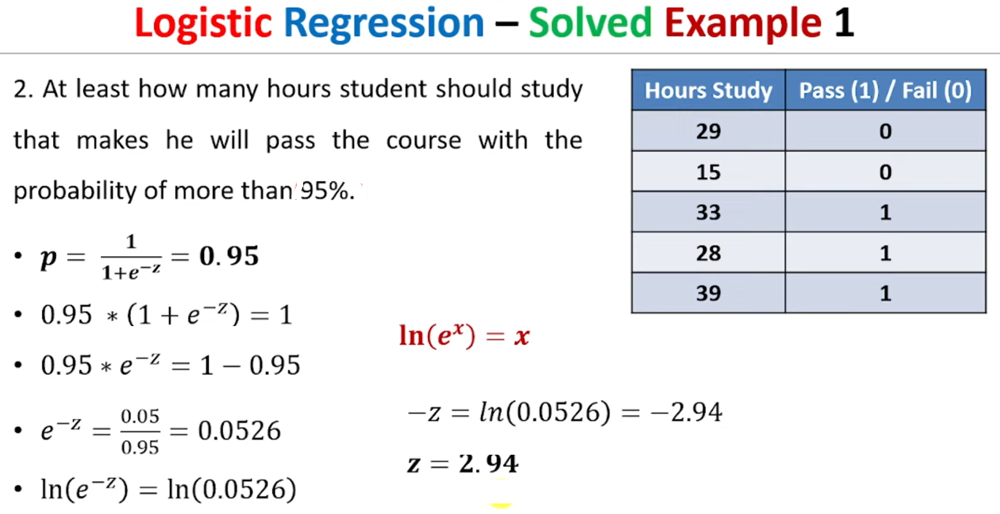 Logistic Regression – Solved Example 1
2. At least how many hours student should study
that makes he will pass the course with the
probability of more than 95%.
• p = 1/(1+e^−z) = 0.95
• 0.95 * (1 + e^−z) = 1
• 0.95 * e^−z = 1 − 0.95
• e^−z = 0.05/0.95 = 0.0526
• ln(e^−z) = ln(0.0526)
ln(e^x) = x
−z = ln(0.0526) = −2.94
z = 2.94
Hours Study Pass (1) / Fail (0)
29 0
15 0
33 1
28 1
39 1